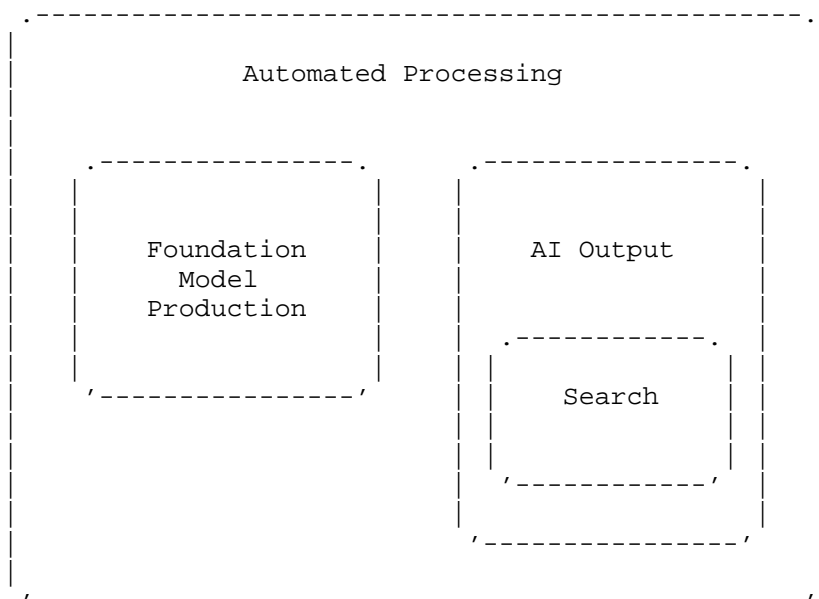 Automated Processing
Foundation
Model
Production
AI Output
Search